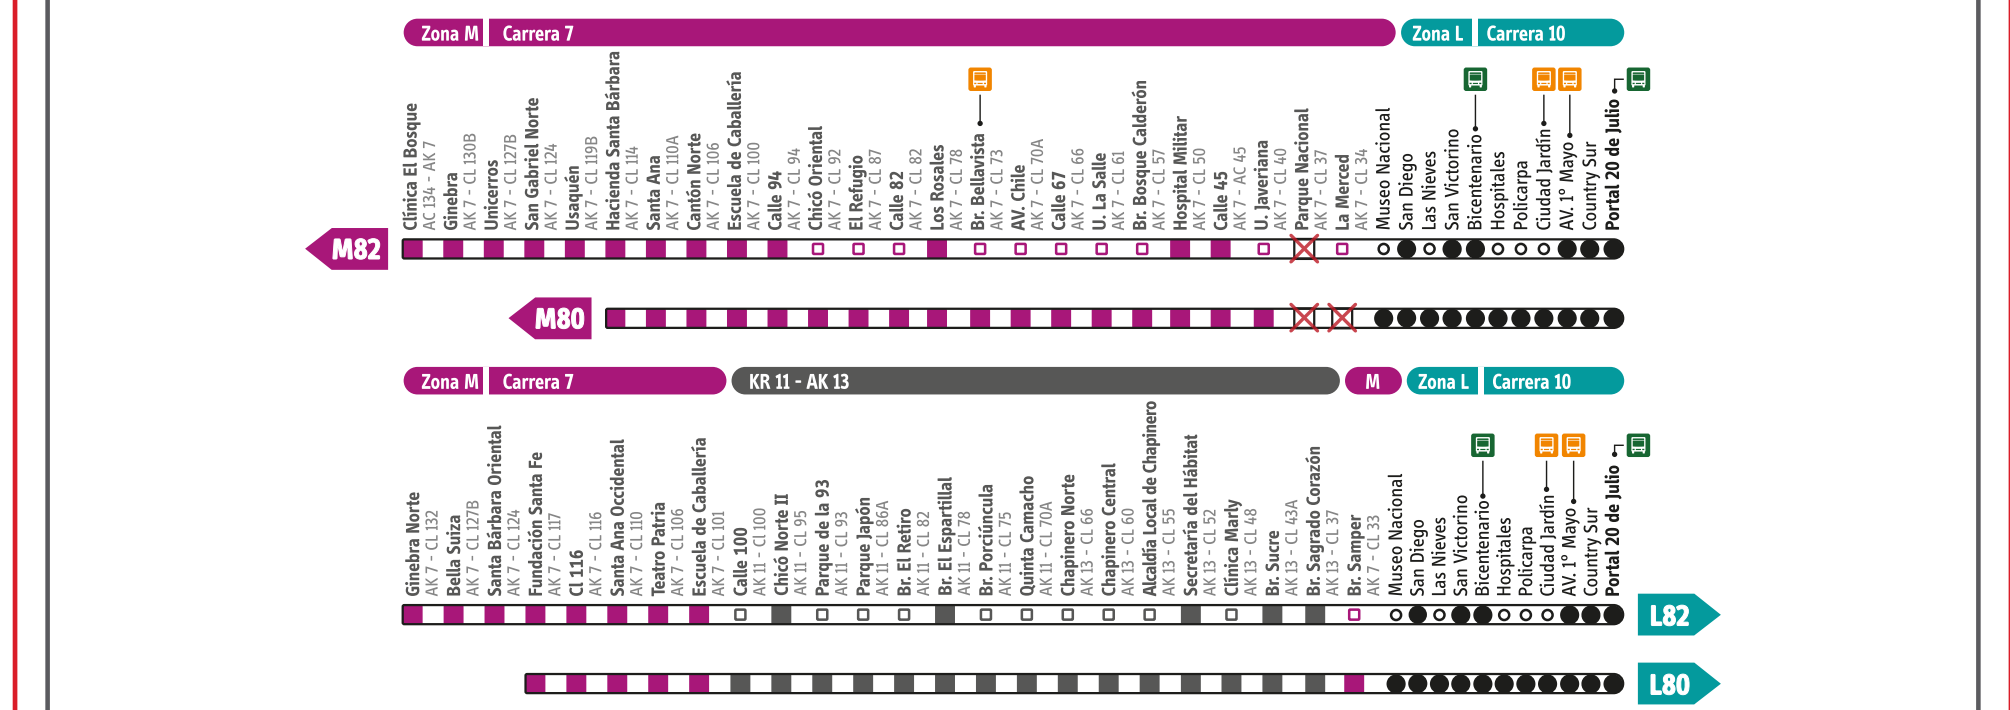 Zona M Carrera 7 Zona L Carrera 10
Clínica El Bosque
AC 134 - AK 7
Ginebra
AK 7 - CL 130B
Unicerros
AK 7 - CL 127B
San Gabriel Norte
AK 7 - CL 124
Usaquén
AK 7 - CL 119B
Hacienda Santa Bárbara
AK 7 - CL 114
Santa Ana
AK 7 - CL 110A
Cantón Norte
AK 7 - CL 106
Escuela de Caballería
AK 7 - CL 100
Calle 94
AK 7 - CL 94
Chicó Oriental
AK 7 - CL 92
El Refugio
AK 7 - CL 87
Calle 82
AK 7 - CL 82
Los Rosales
AK 7 - CL 78
Br. Bellavista
AK 7 - CL 73
AV. Chile
AK 7 - CL 70A
Calle 67
AK 7 - CL 66
U. La Salle
AK 7 - CL 61
Br. Bosque Calderón
AK 7 - CL 57
Hospital Militar
AK 7 - CL 50
Calle 45
AK 7 - AC 45
U. Javeriana
AK 7 - CL 40
Parque Nacional
AK 7 - CL 37
La Merced
AK 7 - CL 34
Museo Nacional
San Diego
Las Nieves
San Victorino
Bicentenario
Hospitales
Policarpa
Ciudad Jardín
AV. 1º Mayo
Country Sur
Portal 20 de Julio
M82
M80
Zona M Carrera 7 KR 11 - AK 13 M Zona L Carrera 10
Ginebra Norte
AK 7 - CL 132
Bella Suiza
AK 7 - CL 127B
Santa Bárbara Oriental
AK 7 - CL 124
Fundación Santa Fe
AK 7 - CL 117
Cl 116
AK 7 - CL 116
Santa Ana Occidental
AK 7 - CL 110
Teatro Patria
AK 7 - CL 106
Escuela de Caballería
AK 7 - CL 101
Calle 100
AK 11 - CL 100
Chicó Norte II
AK 11 - CL 95
Parque de la 93
AK 11 - CL 93
Parque Japón
AK 11 - CL 86A
Br. El Retiro
AK 11 - CL 82
Br. El Espartillal
AK 11 - CL 78
Br. Porciúncula
AK 11 - CL 75
Quinta Camacho
AK 11 - CL 70A
Chapinero Norte
AK 13 - CL 66
Chapinero Central
AK 13 - CL 60
Alcaldía Local de Chapinero
AK 13 - CL 55
Secretaría del Hábitat
AK 13 - CL 52
Clínica Marly
AK 13 - CL 48
Br. Sucre
AK 13 - CL 43A
Br. Sagrado Corazón
AK 13 - CL 37
Br. Samper
AK 7 - CL 33
Museo Nacional
San Diego
Las Nieves
San Victorino
Bicentenario
Hospitales
Policarpa
Ciudad Jardín
AV. 1º Mayo
Country Sur
Portal 20 de Julio
L82
L80